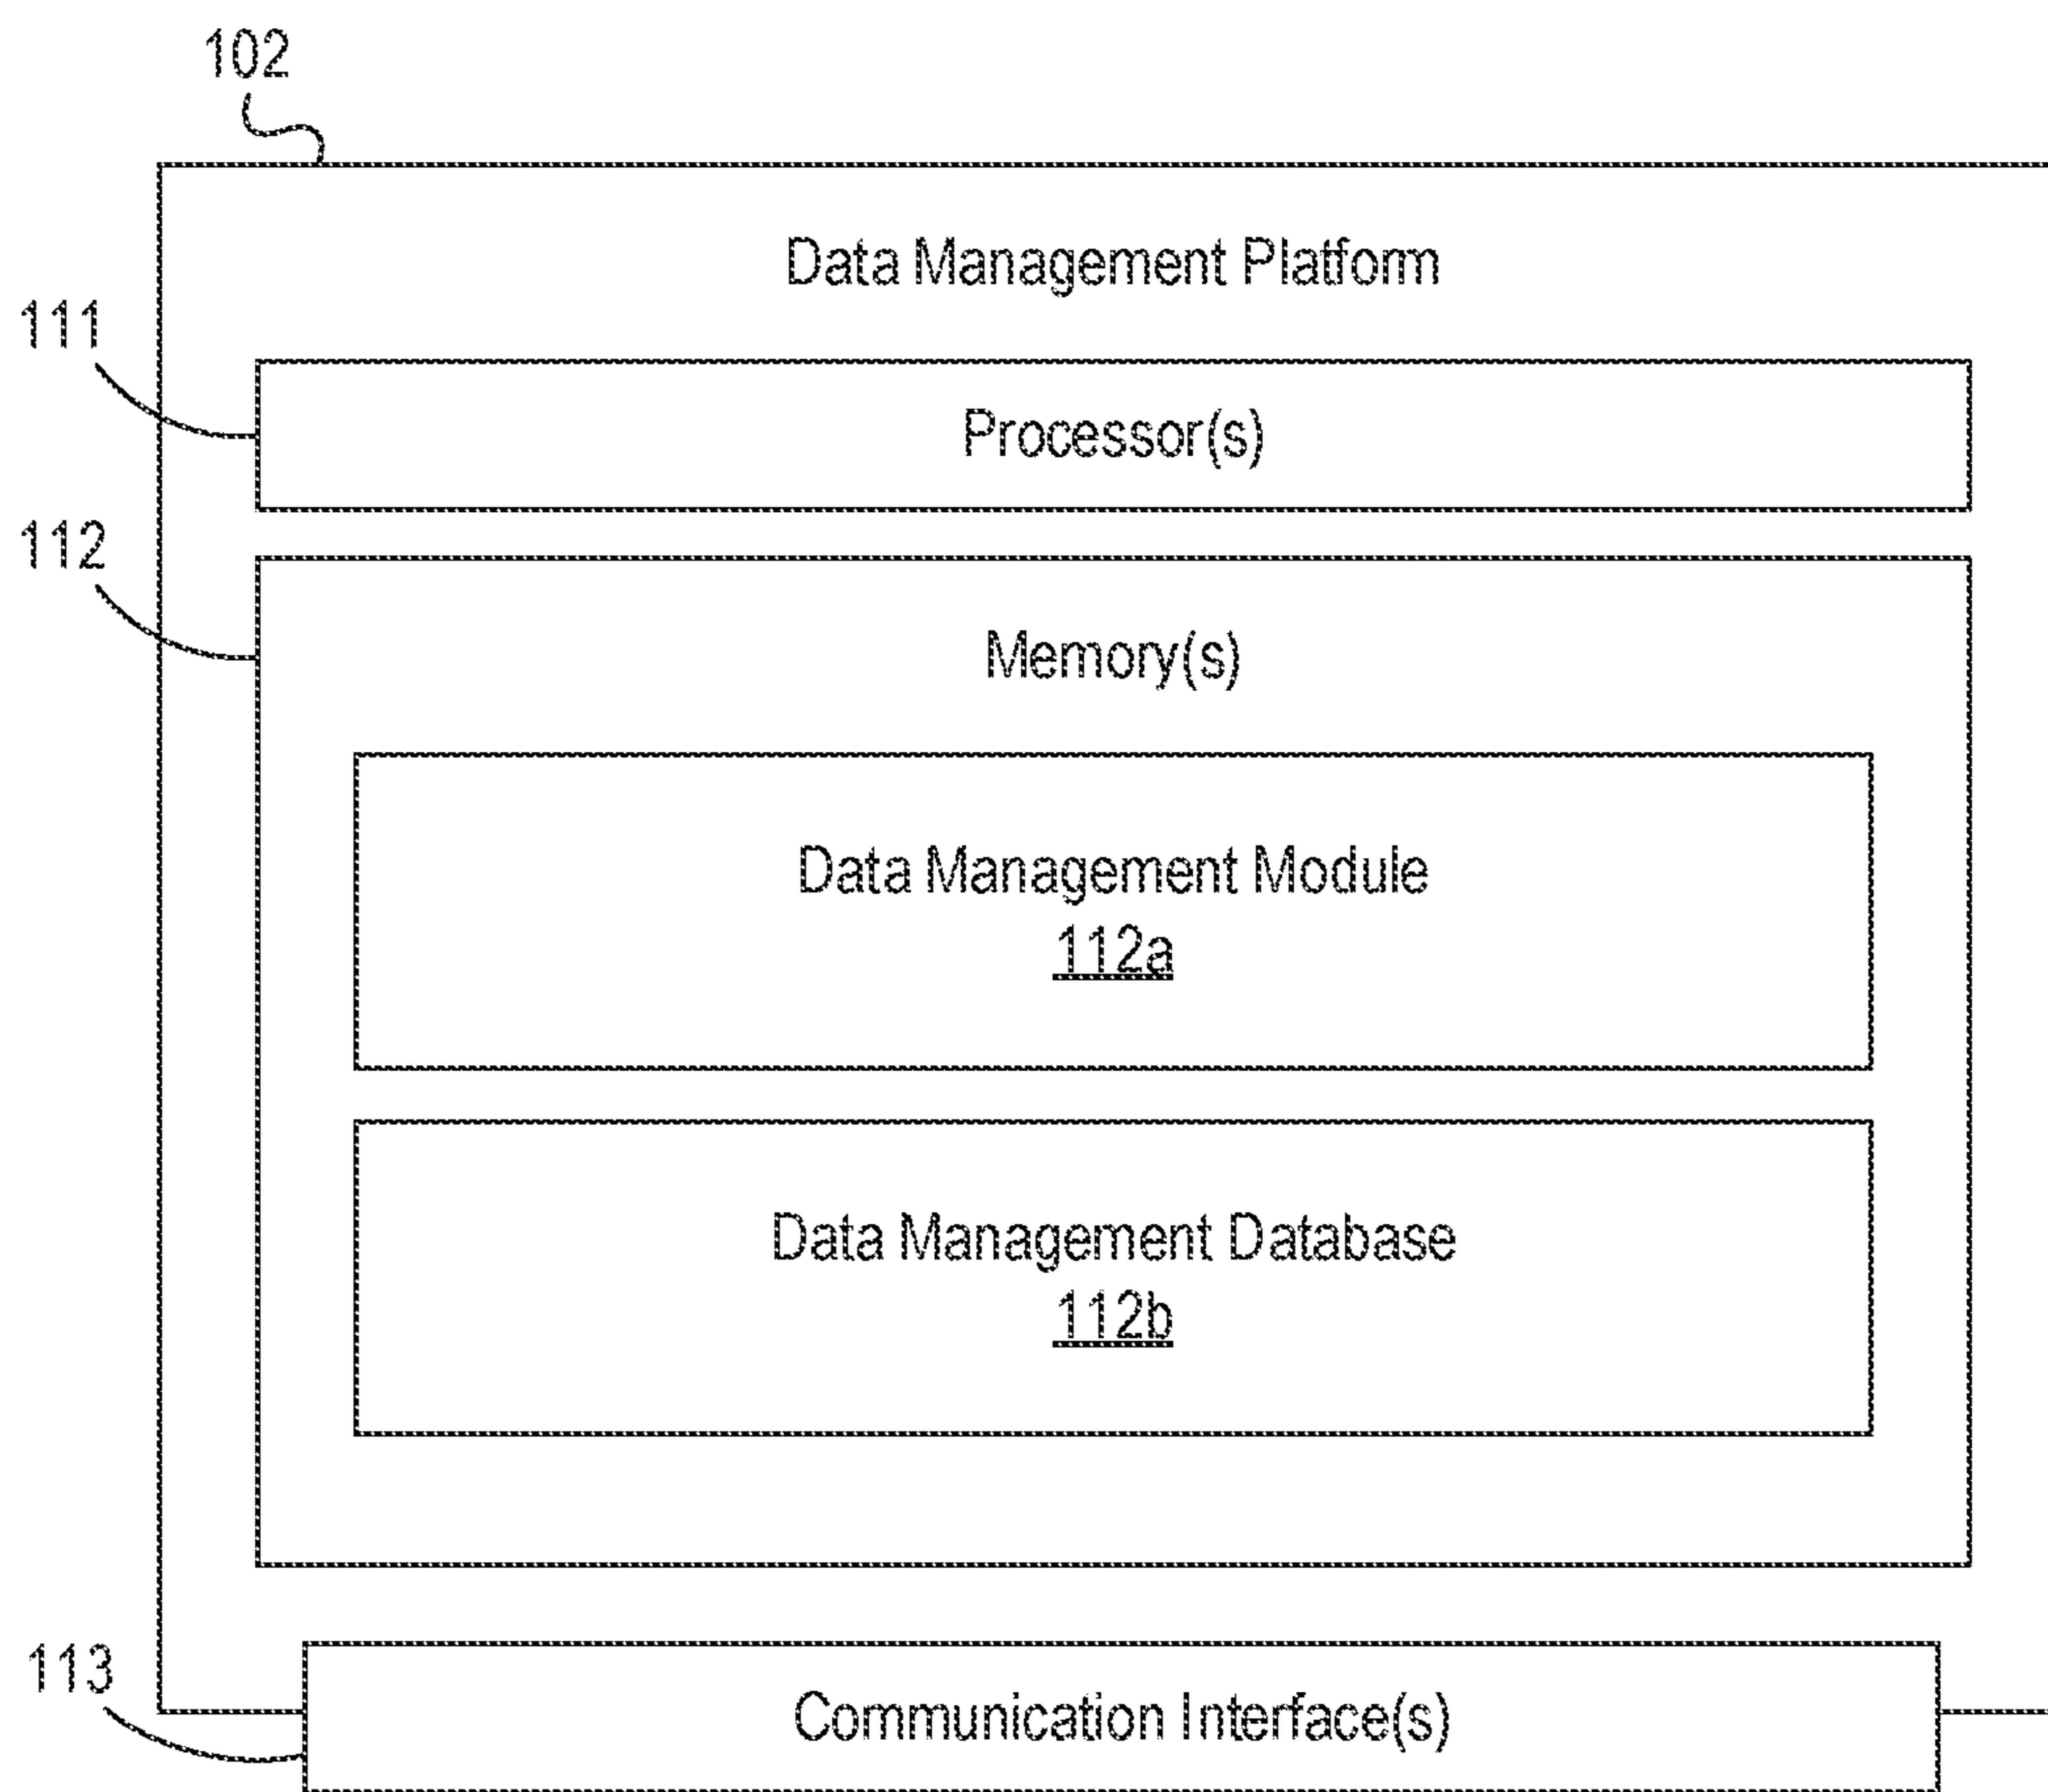 102
Data Management Platform
111
Processor(s)
112
Memory(s)
Data Management Module
112a
Data Management Database
112b
113
Communication Interface(s)